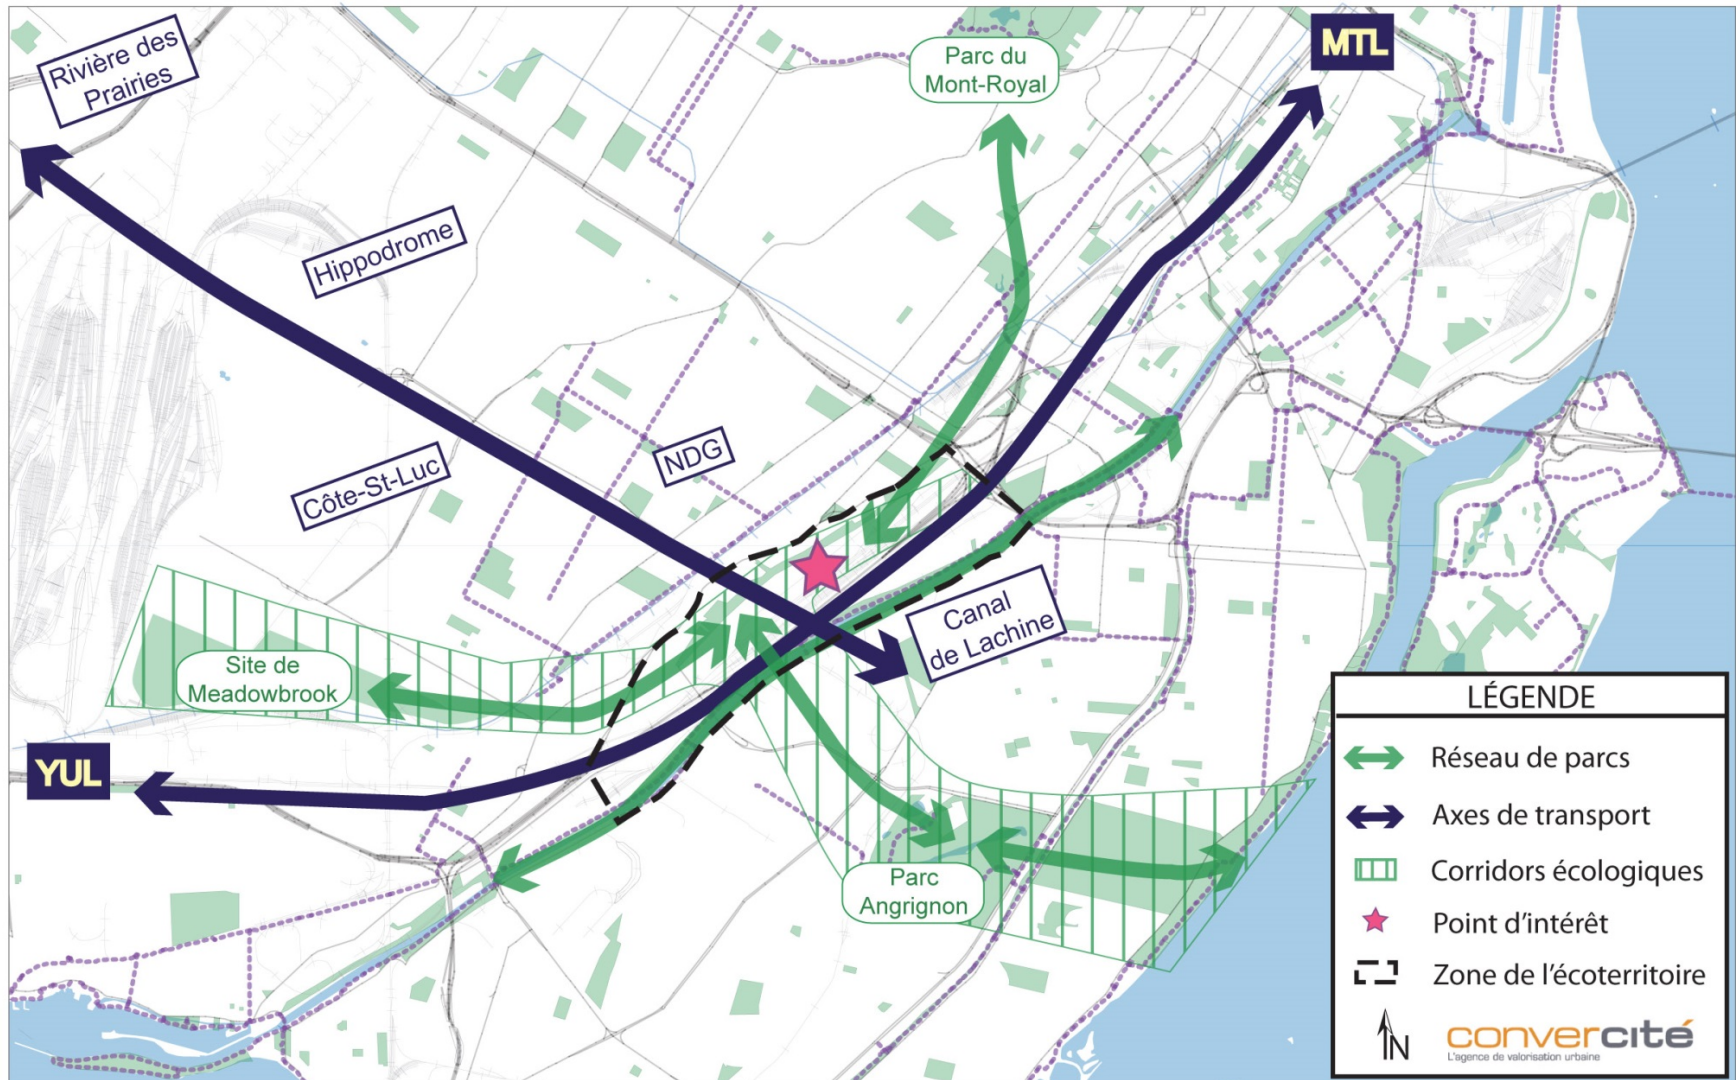 MTL
Rivière des
Prairies
Parc du
Mont-Royal
Hippodrome
NDG
Côte-St-Luc
Canal
de Lachine
Site de
Meadowbrook
YUL
Parc
Angrignon
LÉGENDE
Réseau de parcs
Axes de transport
Corridors écologiques
Point d'intérêt
Zone de l'écoterritoire
N
convercité
L'agence de valorisation urbaine